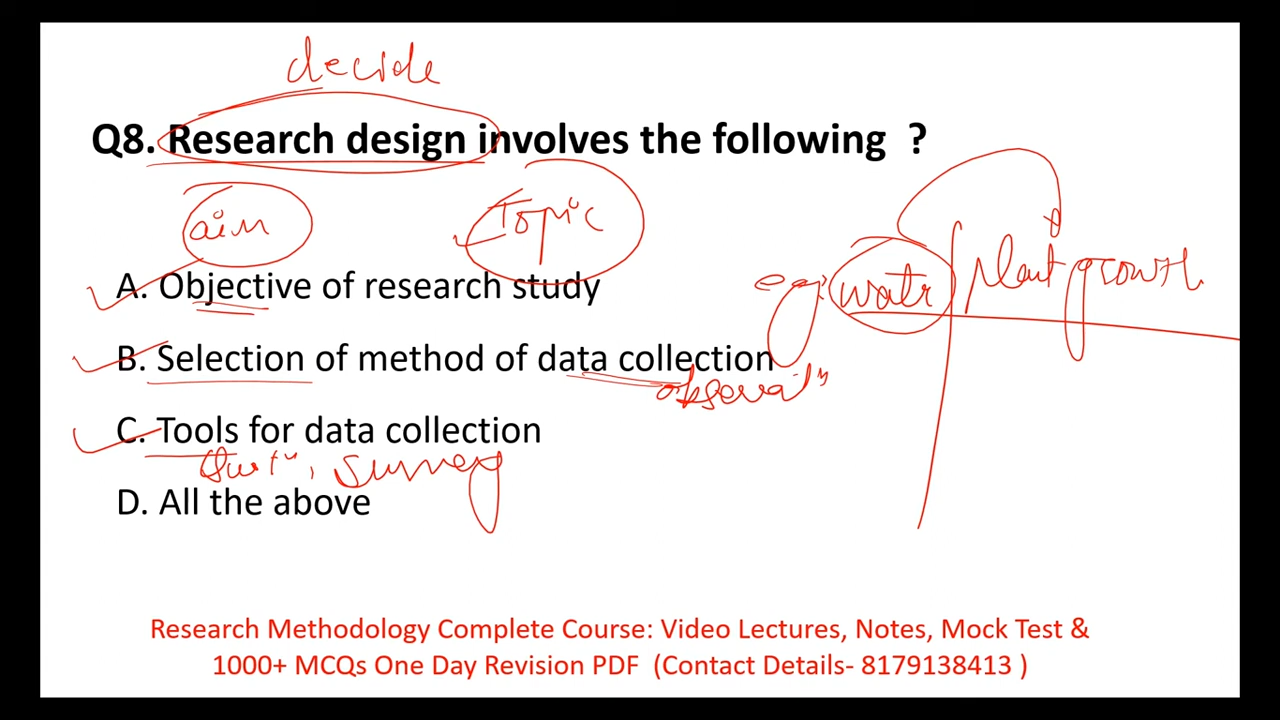 decide
Q8. Research design involves the following ?
aim
Topic
A. Objective of research study
eg: watr plant growth
B. Selection of method of data collection
C. Tools for data collection
survey
D. All the above
Research Methodology Complete Course: Video Lectures, Notes, Mock Test &
1000+ MCQs One Day Revision PDF (Contact Details- 8179138413 )